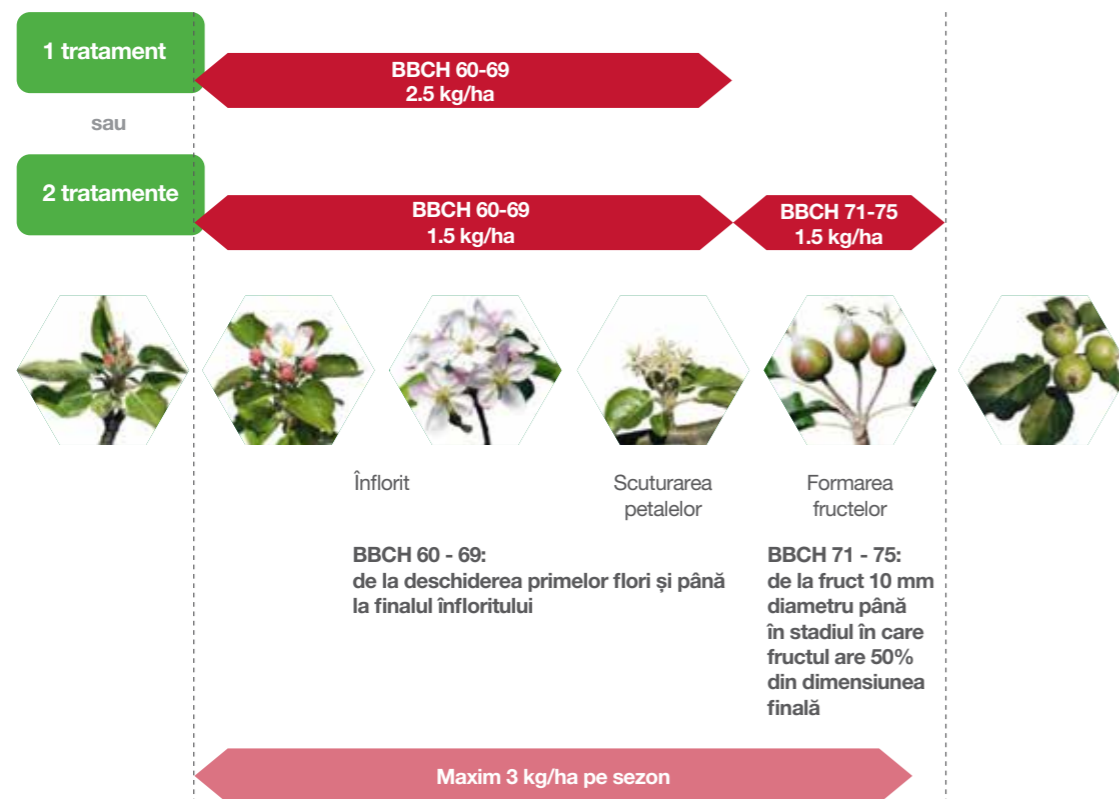 1 tratament
BBCH 60-69
2.5 kg/ha
sau
2 tratamente
BBCH 60-69
1.5 kg/ha
BBCH 71-75
1.5 kg/ha
Înflorit
Scuturarea
petalelor
Formarea
fructelor
BBCH 60 - 69:
de la deschiderea primelor flori și până
la finalul înfloritului
BBCH 71 - 75:
de la fruct 10 mm
diametru până
în stadiul în care
fructul are 50%
din dimensiunea
finală
Maxim 3 kg/ha pe sezon